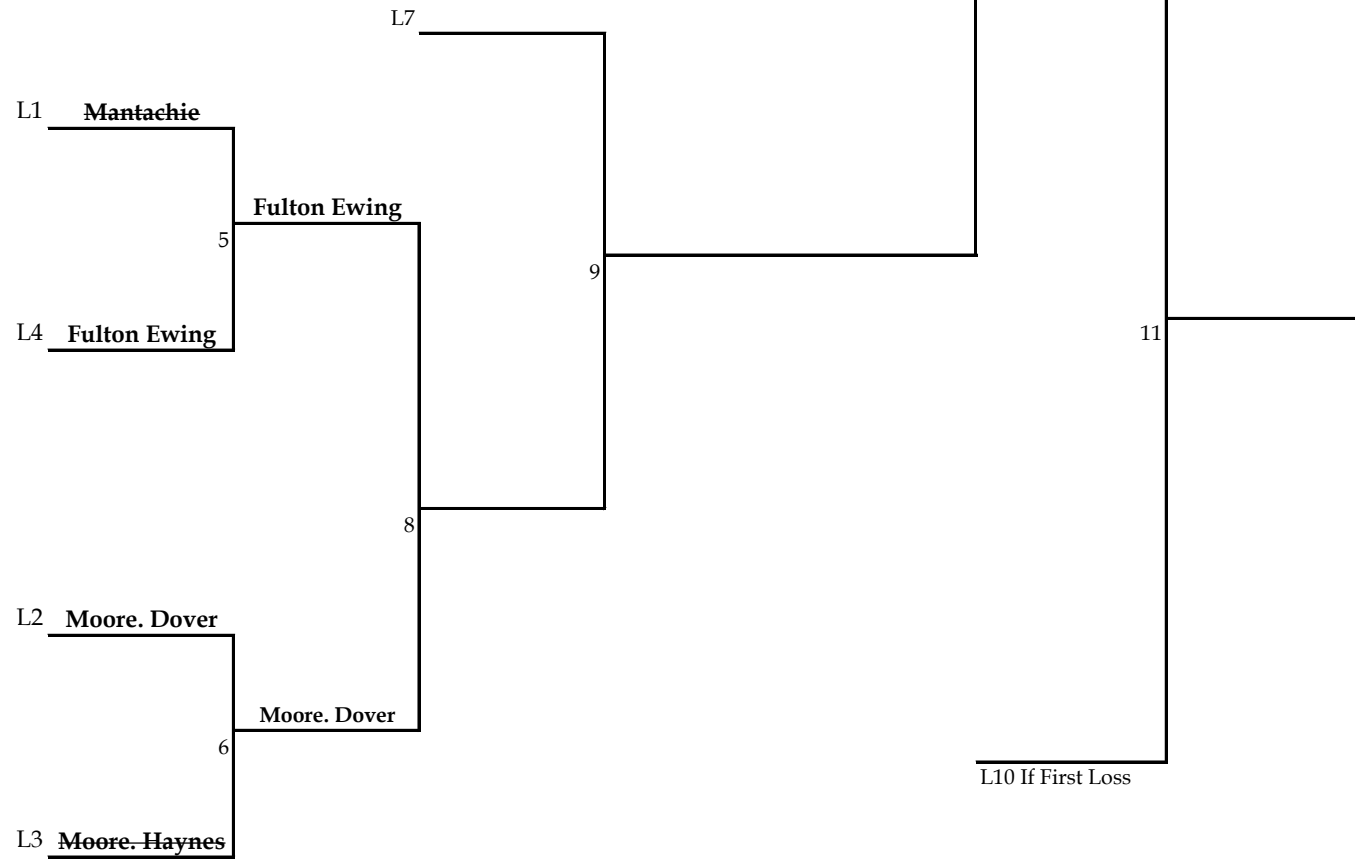 L7
L1 Mantachie
Fulton Ewing
5
9
L4 Fulton Ewing
11
8
L2 Moore. Dover
Moore. Dover
6
L10 If First Loss
L3 Moore. Haynes